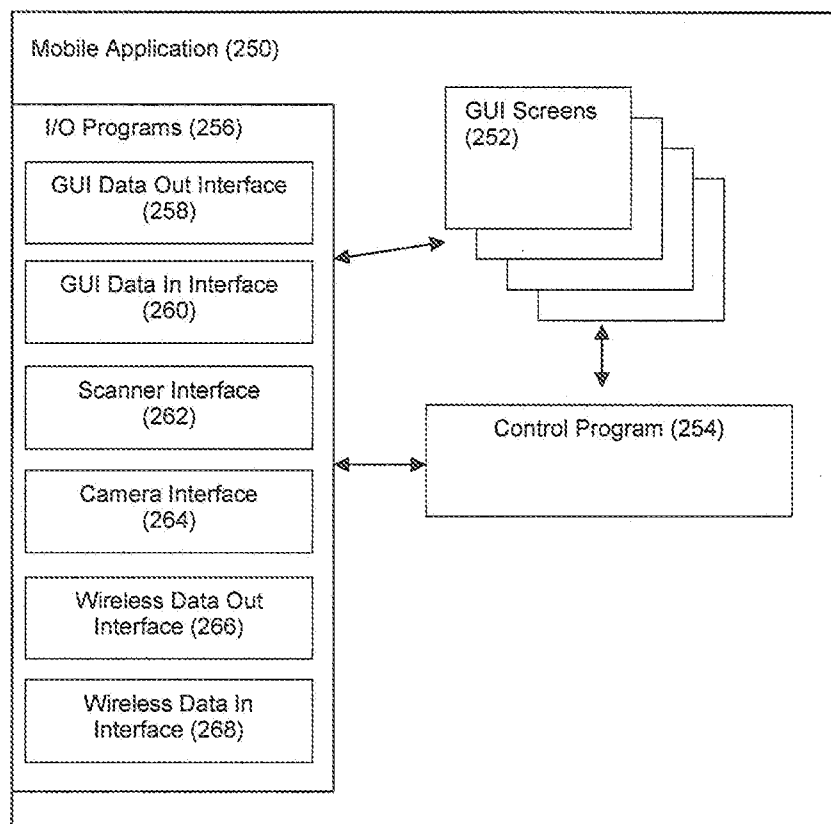 Mobile Application (250)
I/O Programs (256)
GUI Data Out Interface
(258)
GUI Data In Interface
(260)
Scanner Interface
(262)
Camera Interface
(264)
Wireless Data Out
Interface (266)
Wireless Data In
Interface (268)
GUI Screens
(252)
Control Program (254)